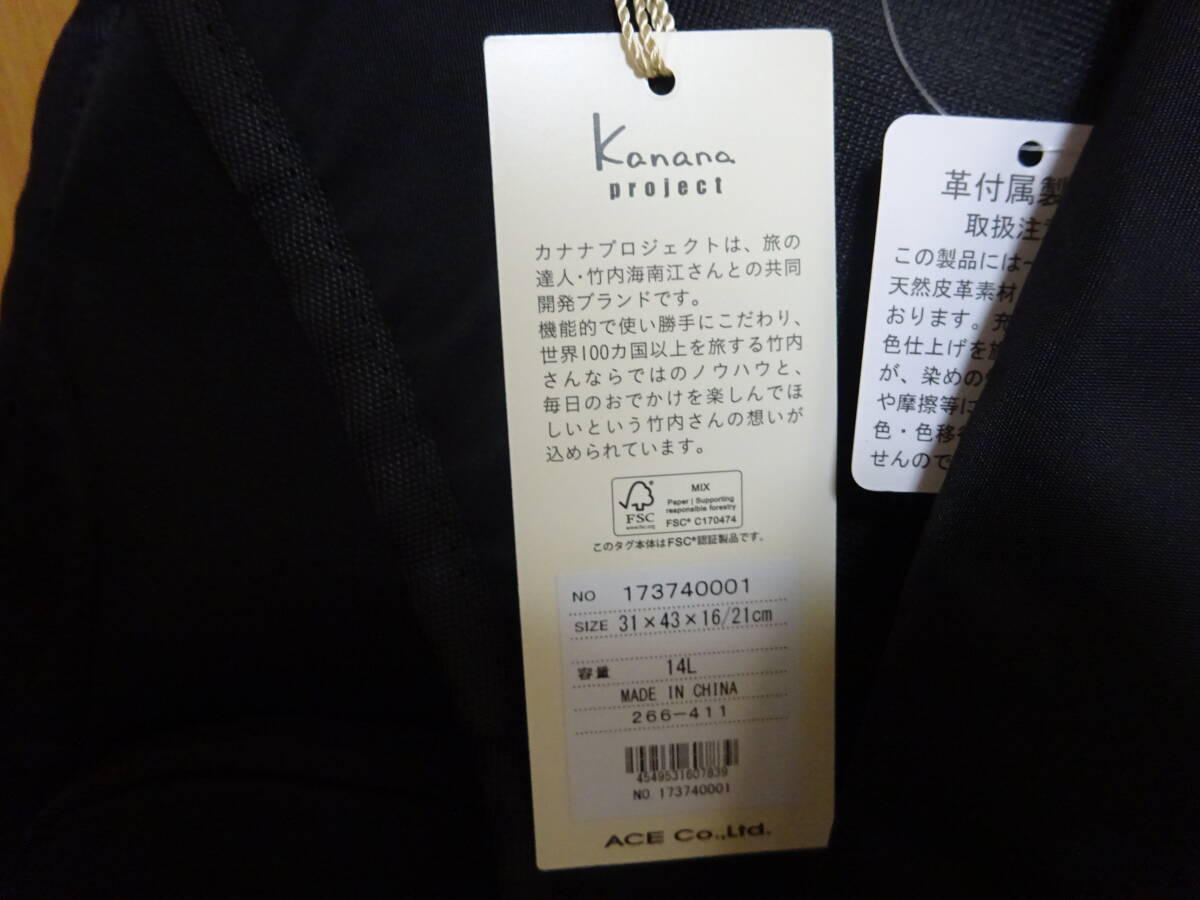 Kanana
project
カナナプロジェクトは、旅の
達人・竹内海南江さんとの共同
開発ブランドです。
機能的で使い勝手にこだわり、
世界100カ国以上を旅する竹内
さんならではのノウハウと、
毎日のおでかけを楽しんでほ
しいという竹内さんの想いが
込められています。
FSC
www.fsc.org
MIX
Paper | Supporting
responsible forestry
FSC® C170474
このタグ本体はFSC®認証製品です。
NO 173740001
SIZE 31×43×16/21cm
容量 14L
MADE IN CHINA
266-411
4549531607839
NO. 173740001
ACE Co.,Ltd.
革付属製
取扱注意
この製品には一
天然皮革素材
おります。充
色仕上げを施
が、染めの
や摩擦等に
色・色移
せんので